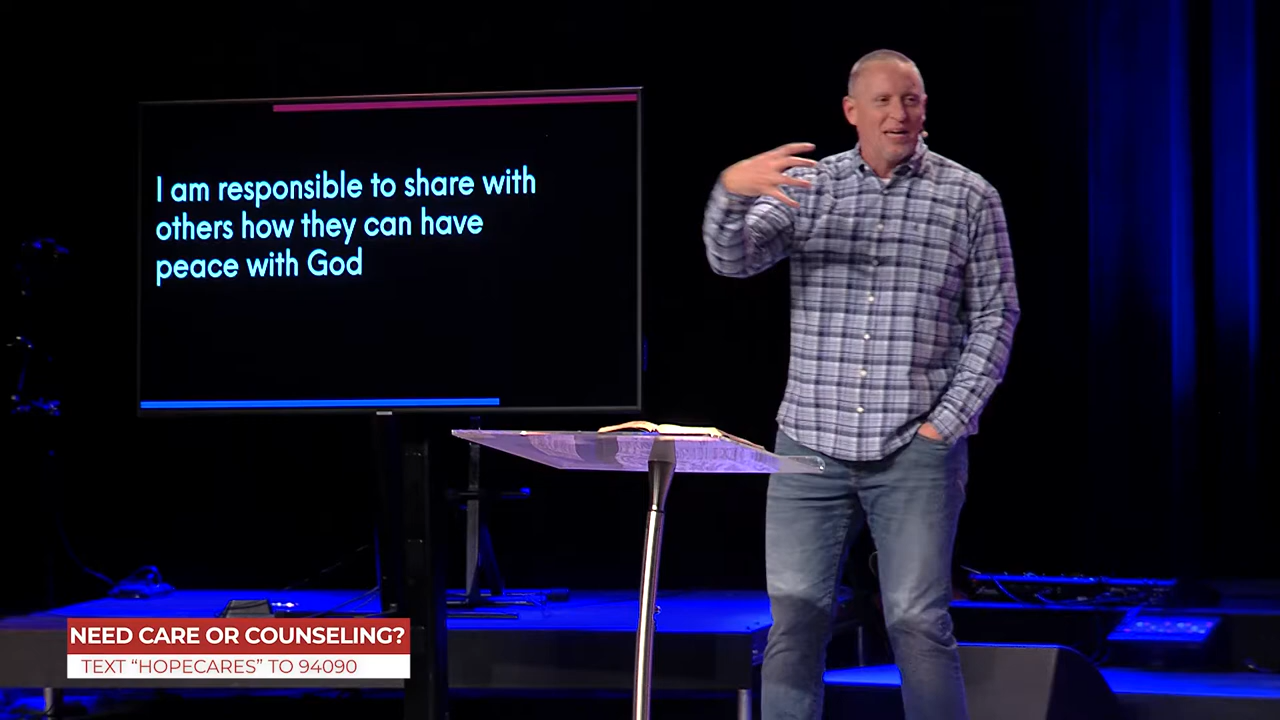 I am responsible to share with
others how they can have
peace with God
NEED CARE OR COUNSELING?
TEXT “HOPECARES” TO 94090